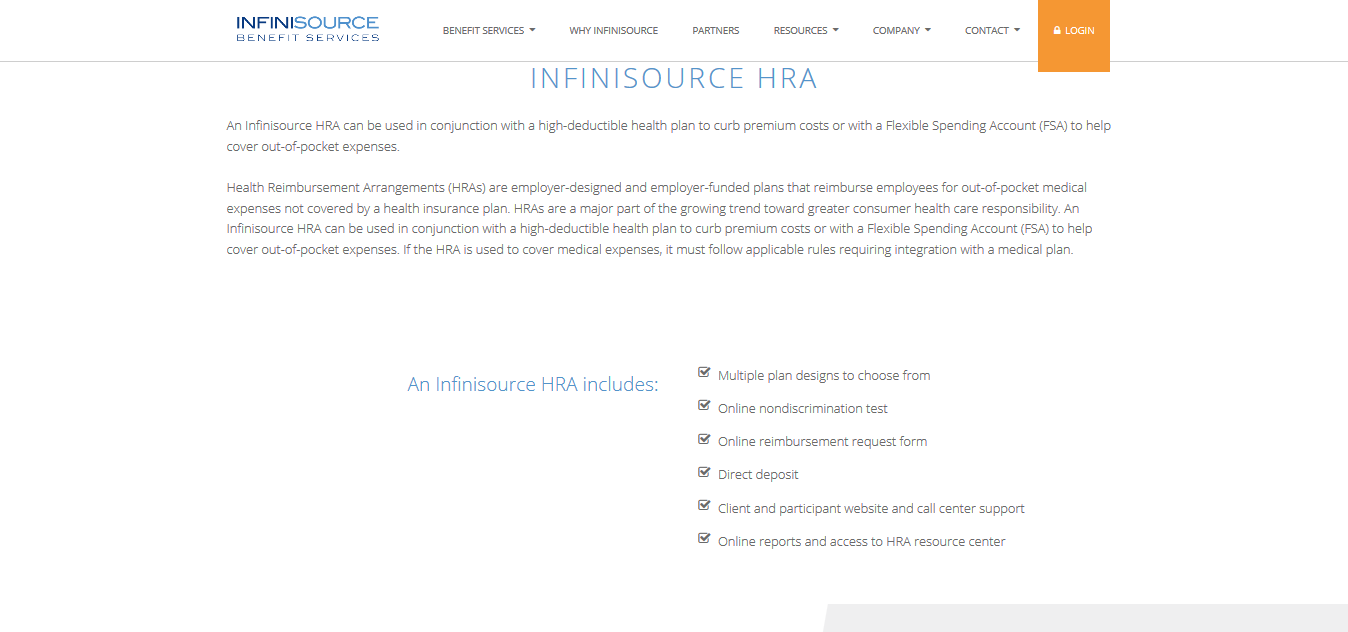 INFINISOURCE
BENEFIT SERVICES
BENEFIT SERVICES
WHY INFINISOURCE
PARTNERS
RESOURCES
COMPANY
CONTACT
LOGIN
INFINISOURCE HRA
An Infinisource HRA can be used in conjunction with a high-deductible health plan to curb premium costs or with a Flexible Spending Account (FSA) to help
cover out-of-pocket expenses.
Health Reimbursement Arrangements (HRAs) are employer-designed and employer-funded plans that reimburse employees for out-of-pocket medical
expenses not covered by a health insurance plan. HRAs are a major part of the growing trend toward greater consumer health care responsibility. An
Infinisource HRA can be used in conjunction with a high-deductible health plan to curb premium costs or with a Flexible Spending Account (FSA) to help
cover out-of-pocket expenses. If the HRA is used to cover medical expenses, it must follow applicable rules requiring integration with a medical plan.
An Infinisource HRA includes:
Multiple plan designs to choose from
Online nondiscrimination test
Online reimbursement request form
Direct deposit
Client and participant website and call center support
Online reports and access to HRA resource center